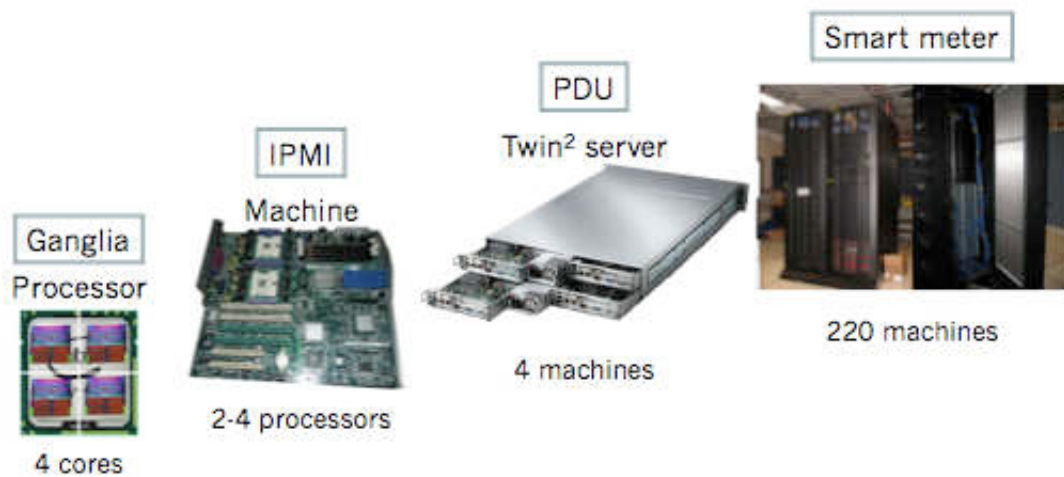 Smart meter
PDU
Twin² server
IPMI
Machine
Ganglia
Processor
220 machines
4 machines
2-4 processors
4 cores